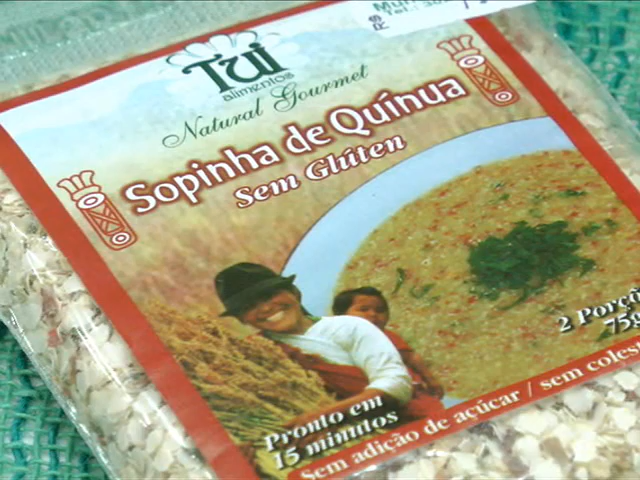 R$
Tui
alimentos
Natural Gourmet
Sopinha de Quínua
Sem Glúten
2 Porçõ
75g
Pronto em
15 minutos
Sem adição de açúcar / sem colest